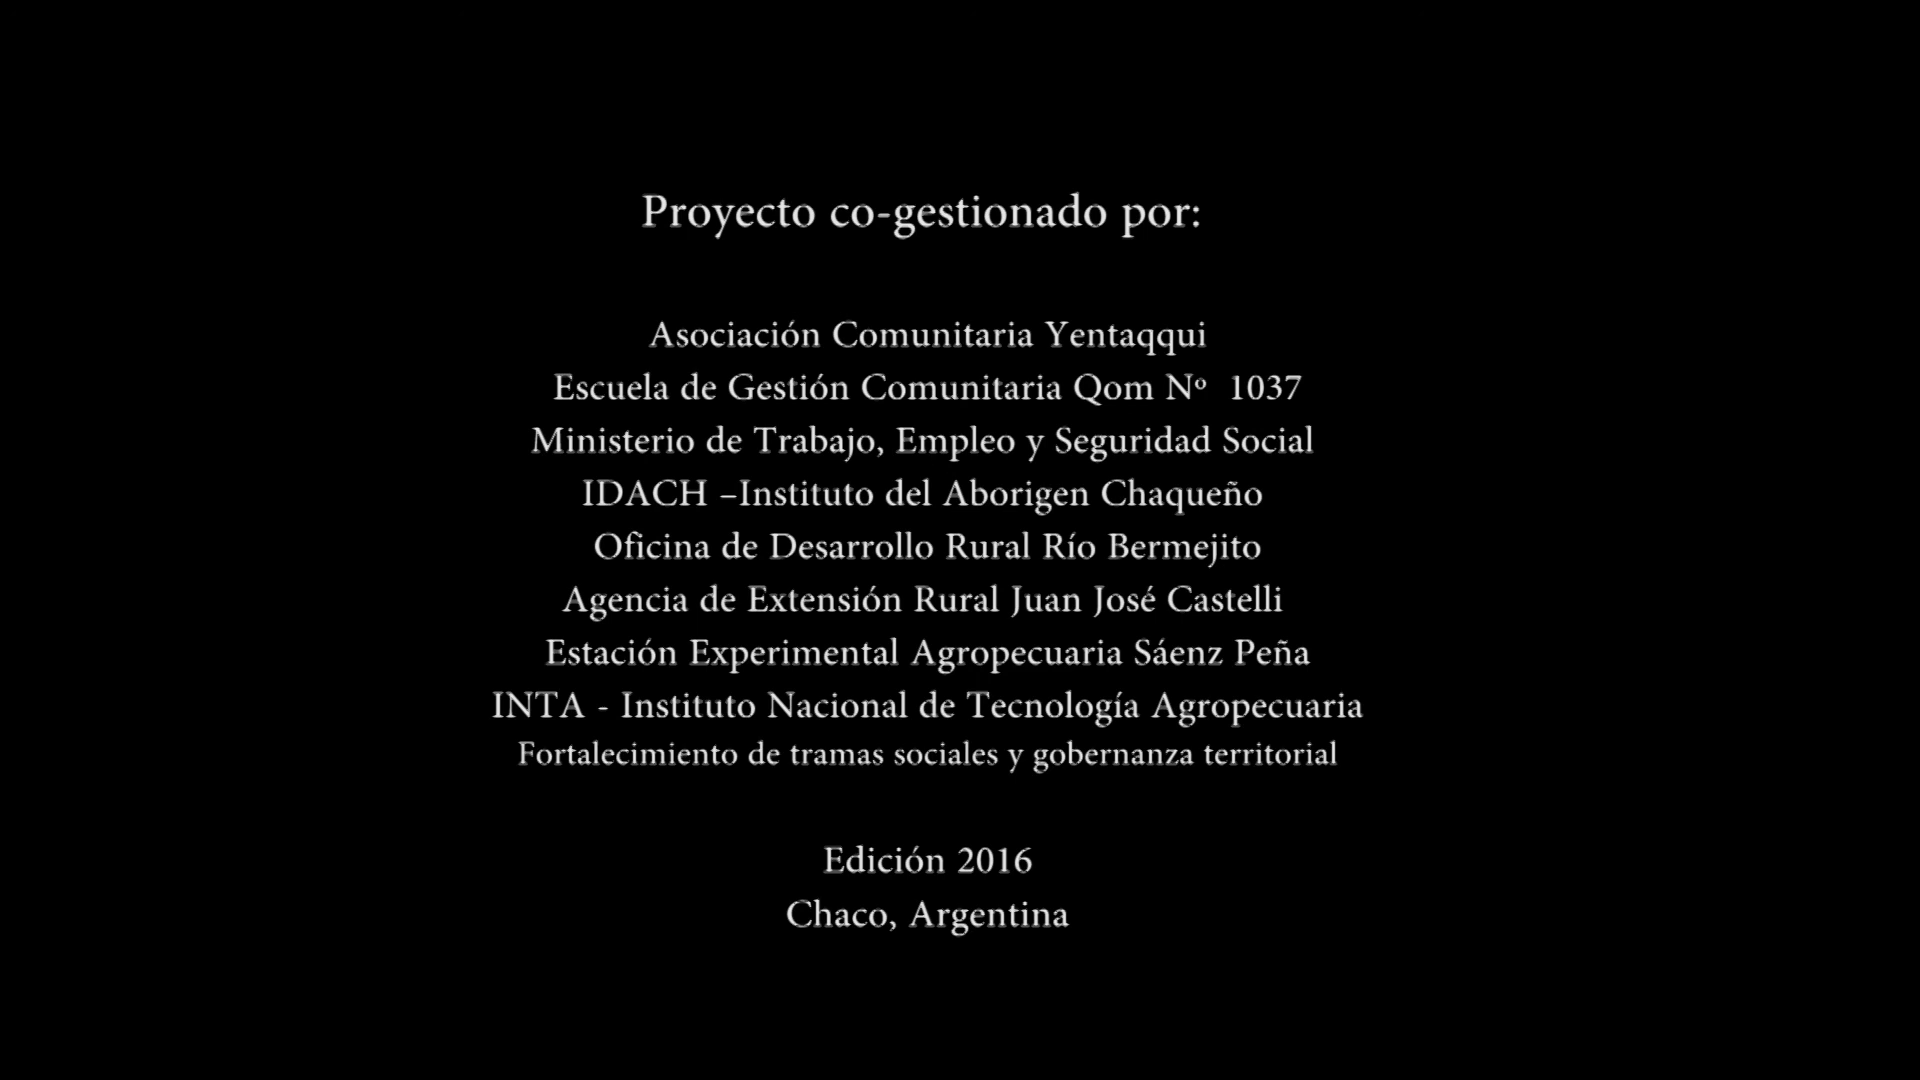 Proyecto co-gestionado por:
Asociación Comunitaria Yentaqqui
Escuela de Gestión Comunitaria Qom Nº  1037
Ministerio de Trabajo, Empleo y Seguridad Social
IDACH –Instituto del Aborigen Chaqueño
Oficina de Desarrollo Rural Río Bermejito
Agencia de Extensión Rural Juan José Castelli
Estación Experimental Agropecuaria Sáenz Peña
INTA - Instituto Nacional de Tecnología Agropecuaria
Fortalecimiento de tramas sociales y gobernanza territorial
Edición 2016
Chaco, Argentina